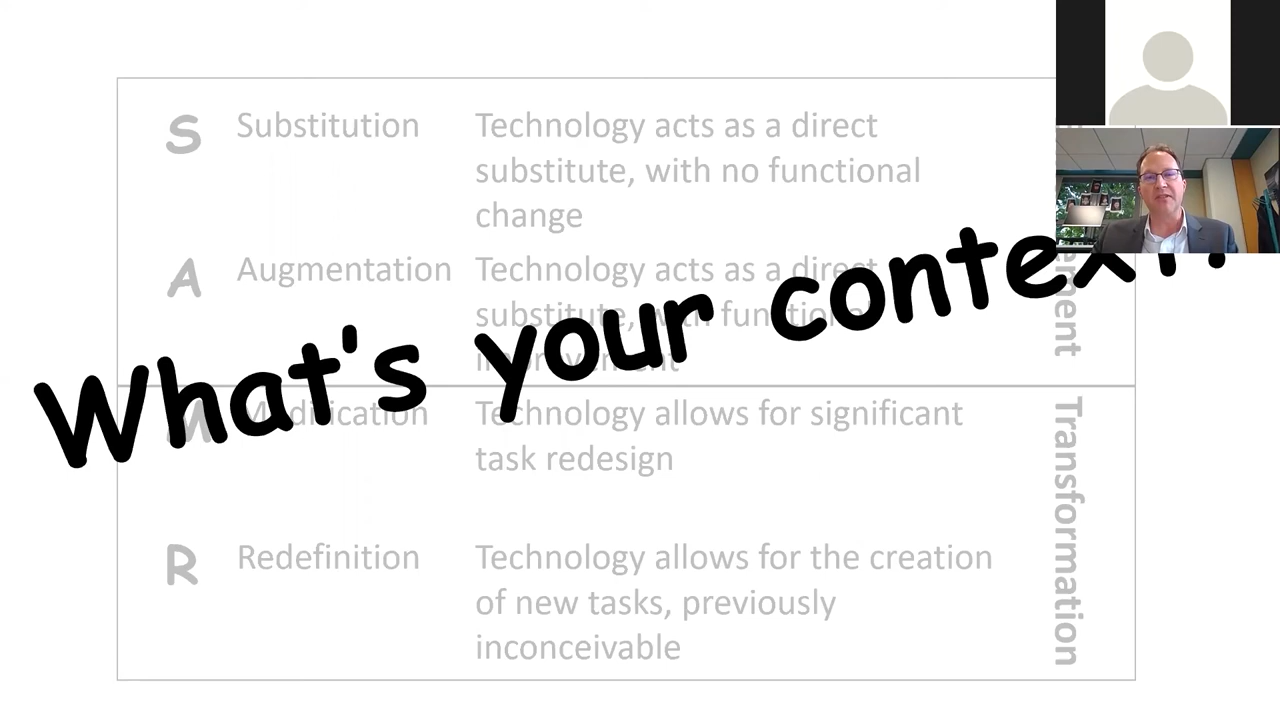 S Substitution Technology acts as a direct
substitute, with no functional
change
A Augmentation Technology acts as a direct
substitute, with functional
improvement
M Modification Technology allows for significant
task redesign
R Redefinition Technology allows for the creation
of new tasks, previously
inconceivable
Transformation
What's your context?